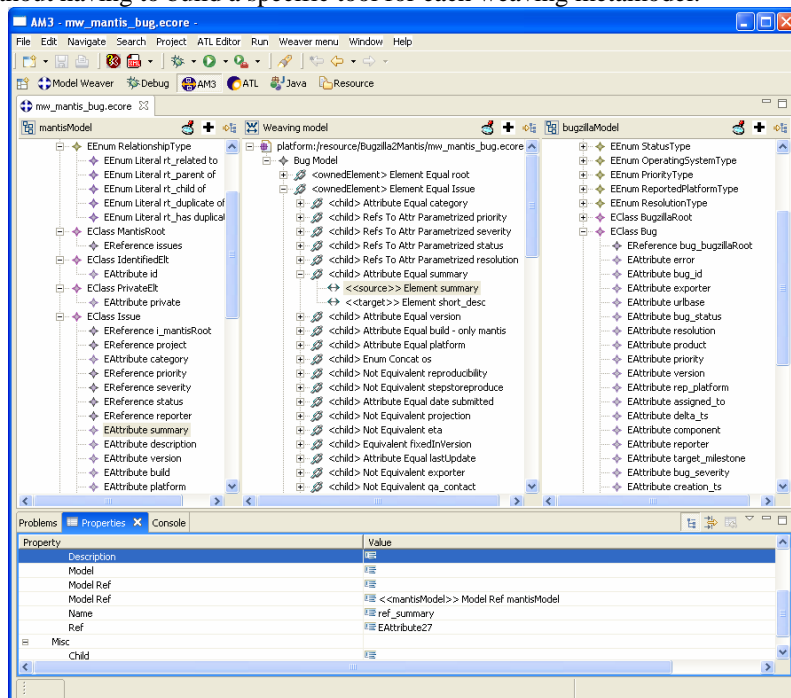 hout having to build a specific tool for each weaving metamodel.
AM3 - mw_mantis_bug.ecore -
File Edit Navigate Search Project ATL Editor Run Weaver menu Window Help
Model Weaver Debug AM3 ATL Java Resource
mw_mantis_bug.ecore
mantisModel
EEnum RelationshipType
EEnum Literal rt_related to
EEnum Literal rt_parent of
EEnum Literal rt_child of
EEnum Literal rt_duplicate of
EEnum Literal rt_has duplicat
EClass MantisRoot
EReference issues
EClass IdentifiedElt
EAttribute id
EClass PrivateElt
EAttribute private
EClass Issue
EReference i_mantisRoot
EReference project
EAttribute category
EReference priority
EReference severity
EReference status
EReference reporter
EAttribute summary
EAttribute description
EAttribute version
EAttribute build
EAttribute platform
Weaving model
platform:/resource/Bugzilla2Mantis/mw_mantis_bug.ecore
Bug Model
<ownedElement> Element Equal root
<ownedElement> Element Equal Issue
<child> Attribute Equal category
<child> Refs To Attr Parametrized priority
<child> Refs To Attr Parametrized severity
<child> Refs To Attr Parametrized status
<child> Refs To Attr Parametrized resolution
<child> Attribute Equal summary
<<source>> Element summary
<<target>> Element short_desc
<child> Attribute Equal version
<child> Attribute Equal build - only mantis
<child> Attribute Equal platform
<child> Enum Concat os
<child> Not Equivalent reproducibility
<child> Not Equivalent stepstoreproduce
<child> Attribute Equal date submitted
<child> Not Equivalent projection
<child> Not Equivalent eta
<child> Equivalent fixedInVersion
<child> Attribute Equal lastUpdate
<child> Not Equivalent exporter
<child> Not Equivalent qa_contact
bugzillaModel
EEnum StatusType
EEnum OperatingSystemType
EEnum PriorityType
EEnum ReportedPlatformType
EEnum ResolutionType
EClass BugzillaRoot
EClass Bug
EReference bug_bugzillaRoot
EAttribute error
EAttribute bug_id
EAttribute exporter
EAttribute urlbase
EAttribute bug_status
EAttribute resolution
EAttribute product
EAttribute priority
EAttribute version
EAttribute rep_platform
EAttribute assigned_to
EAttribute delta_ts
EAttribute component
EAttribute reporter
EAttribute target_milestone
EAttribute bug_severity
EAttribute creation_ts
Problems Properties Console
Property Value
Description
Model
Model Ref
Model Ref <<mantisModel>> Model Ref mantisModel
Name ref_summary
Ref EAttribute27
Misc
Child